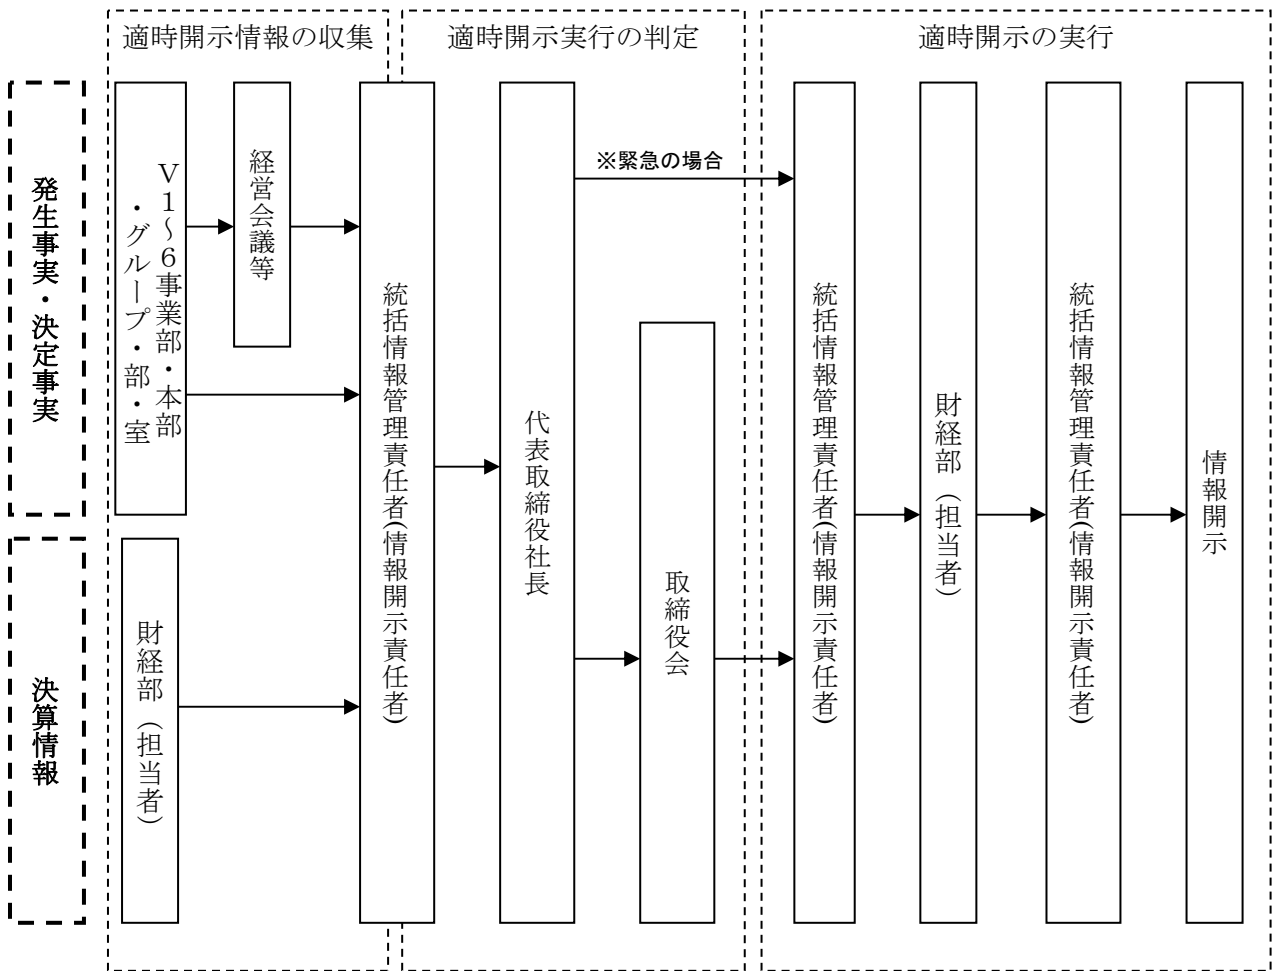 適時開示情報の収集
適時開示実行の判定
適時開示の実行
発生事実・決定事実
Ⅴ１～６事業部・本部
・グループ・部・室
経営会議等
※緊急の場合
統括情報管理責任者(情報開示責任者)
代表取締役社長
取締役会
統括情報管理責任者(情報開示責任者)
財経部（担当者）
統括情報管理責任者(情報開示責任者)
情報開示
決算情報
財経部（担当者）